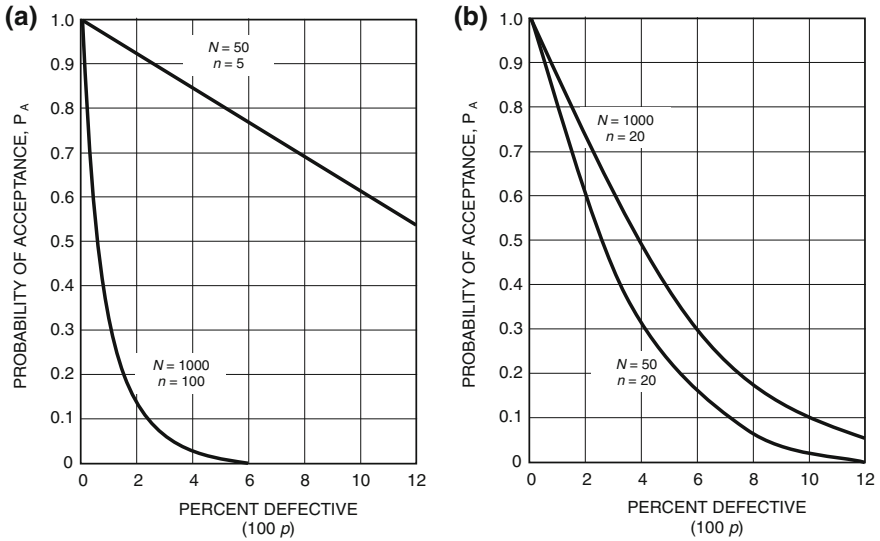 (a)
PROBABILITY OF ACCEPTANCE, P_A
1.0
0.9
0.8
0.7
0.6
0.5
0.4
0.3
0.2
0.1
0
N = 50
n = 5
N = 1000
n = 100
0 2 4 6 8 10 12
PERCENT DEFECTIVE
(100 p)
(b)
PROBABILITY OF ACCEPTANCE, P_A
1.0
0.9
0.8
0.7
0.6
0.5
0.4
0.3
0.2
0.1
0
N = 1000
n = 20
N = 50
n = 20
0 2 4 6 8 10 12
PERCENT DEFECTIVE
(100 p)